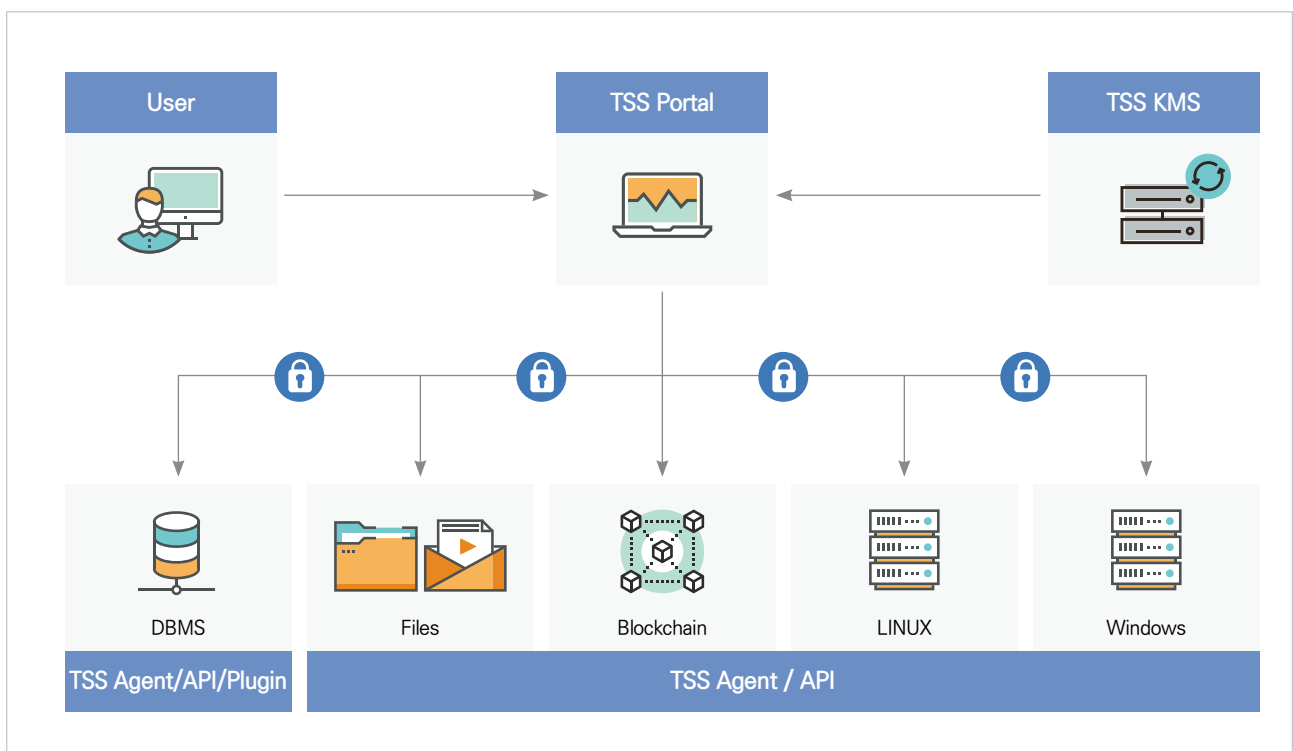 User
TSS Portal
TSS KMS
DBMS
Files
Blockchain
LINUX
Windows
TSS Agent/API/Plugin
TSS Agent / API